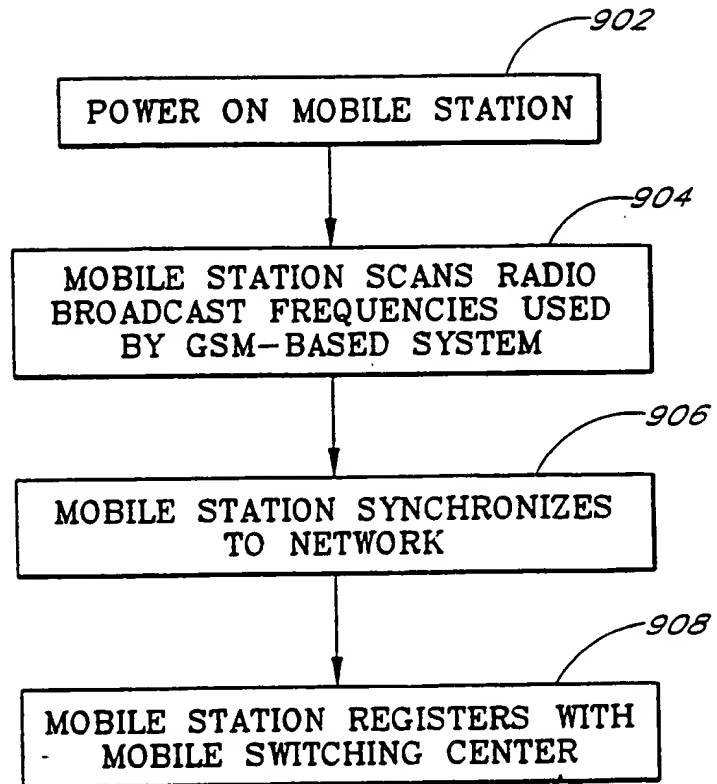 902
POWER ON MOBILE STATION
904
MOBILE STATION SCANS RADIO
BROADCAST FREQUENCIES USED
BY GSM-BASED SYSTEM
906
MOBILE STATION SYNCHRONIZES
TO NETWORK
908
MOBILE STATION REGISTERS WITH
MOBILE SWITCHING CENTER